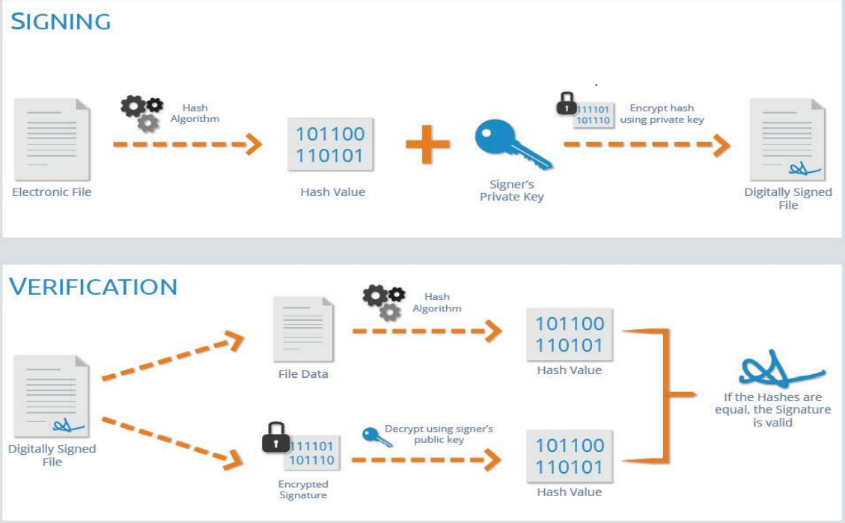 SIGNING
Hash
Algorithm
111101
101110
Encrypt hash
using private key
101100
110101
Electronic File
Hash Value
Signer's
Private Key
Digitally Signed
File
VERIFICATION
Hash
Algorithm
101100
110101
File Data
Hash Value
If the Hashes are
equal, the Signature
is valid
Digitally Signed
File
111101
101110
Decrypt using signer's
public key
101100
110101
Encrypted
Signature
Hash Value